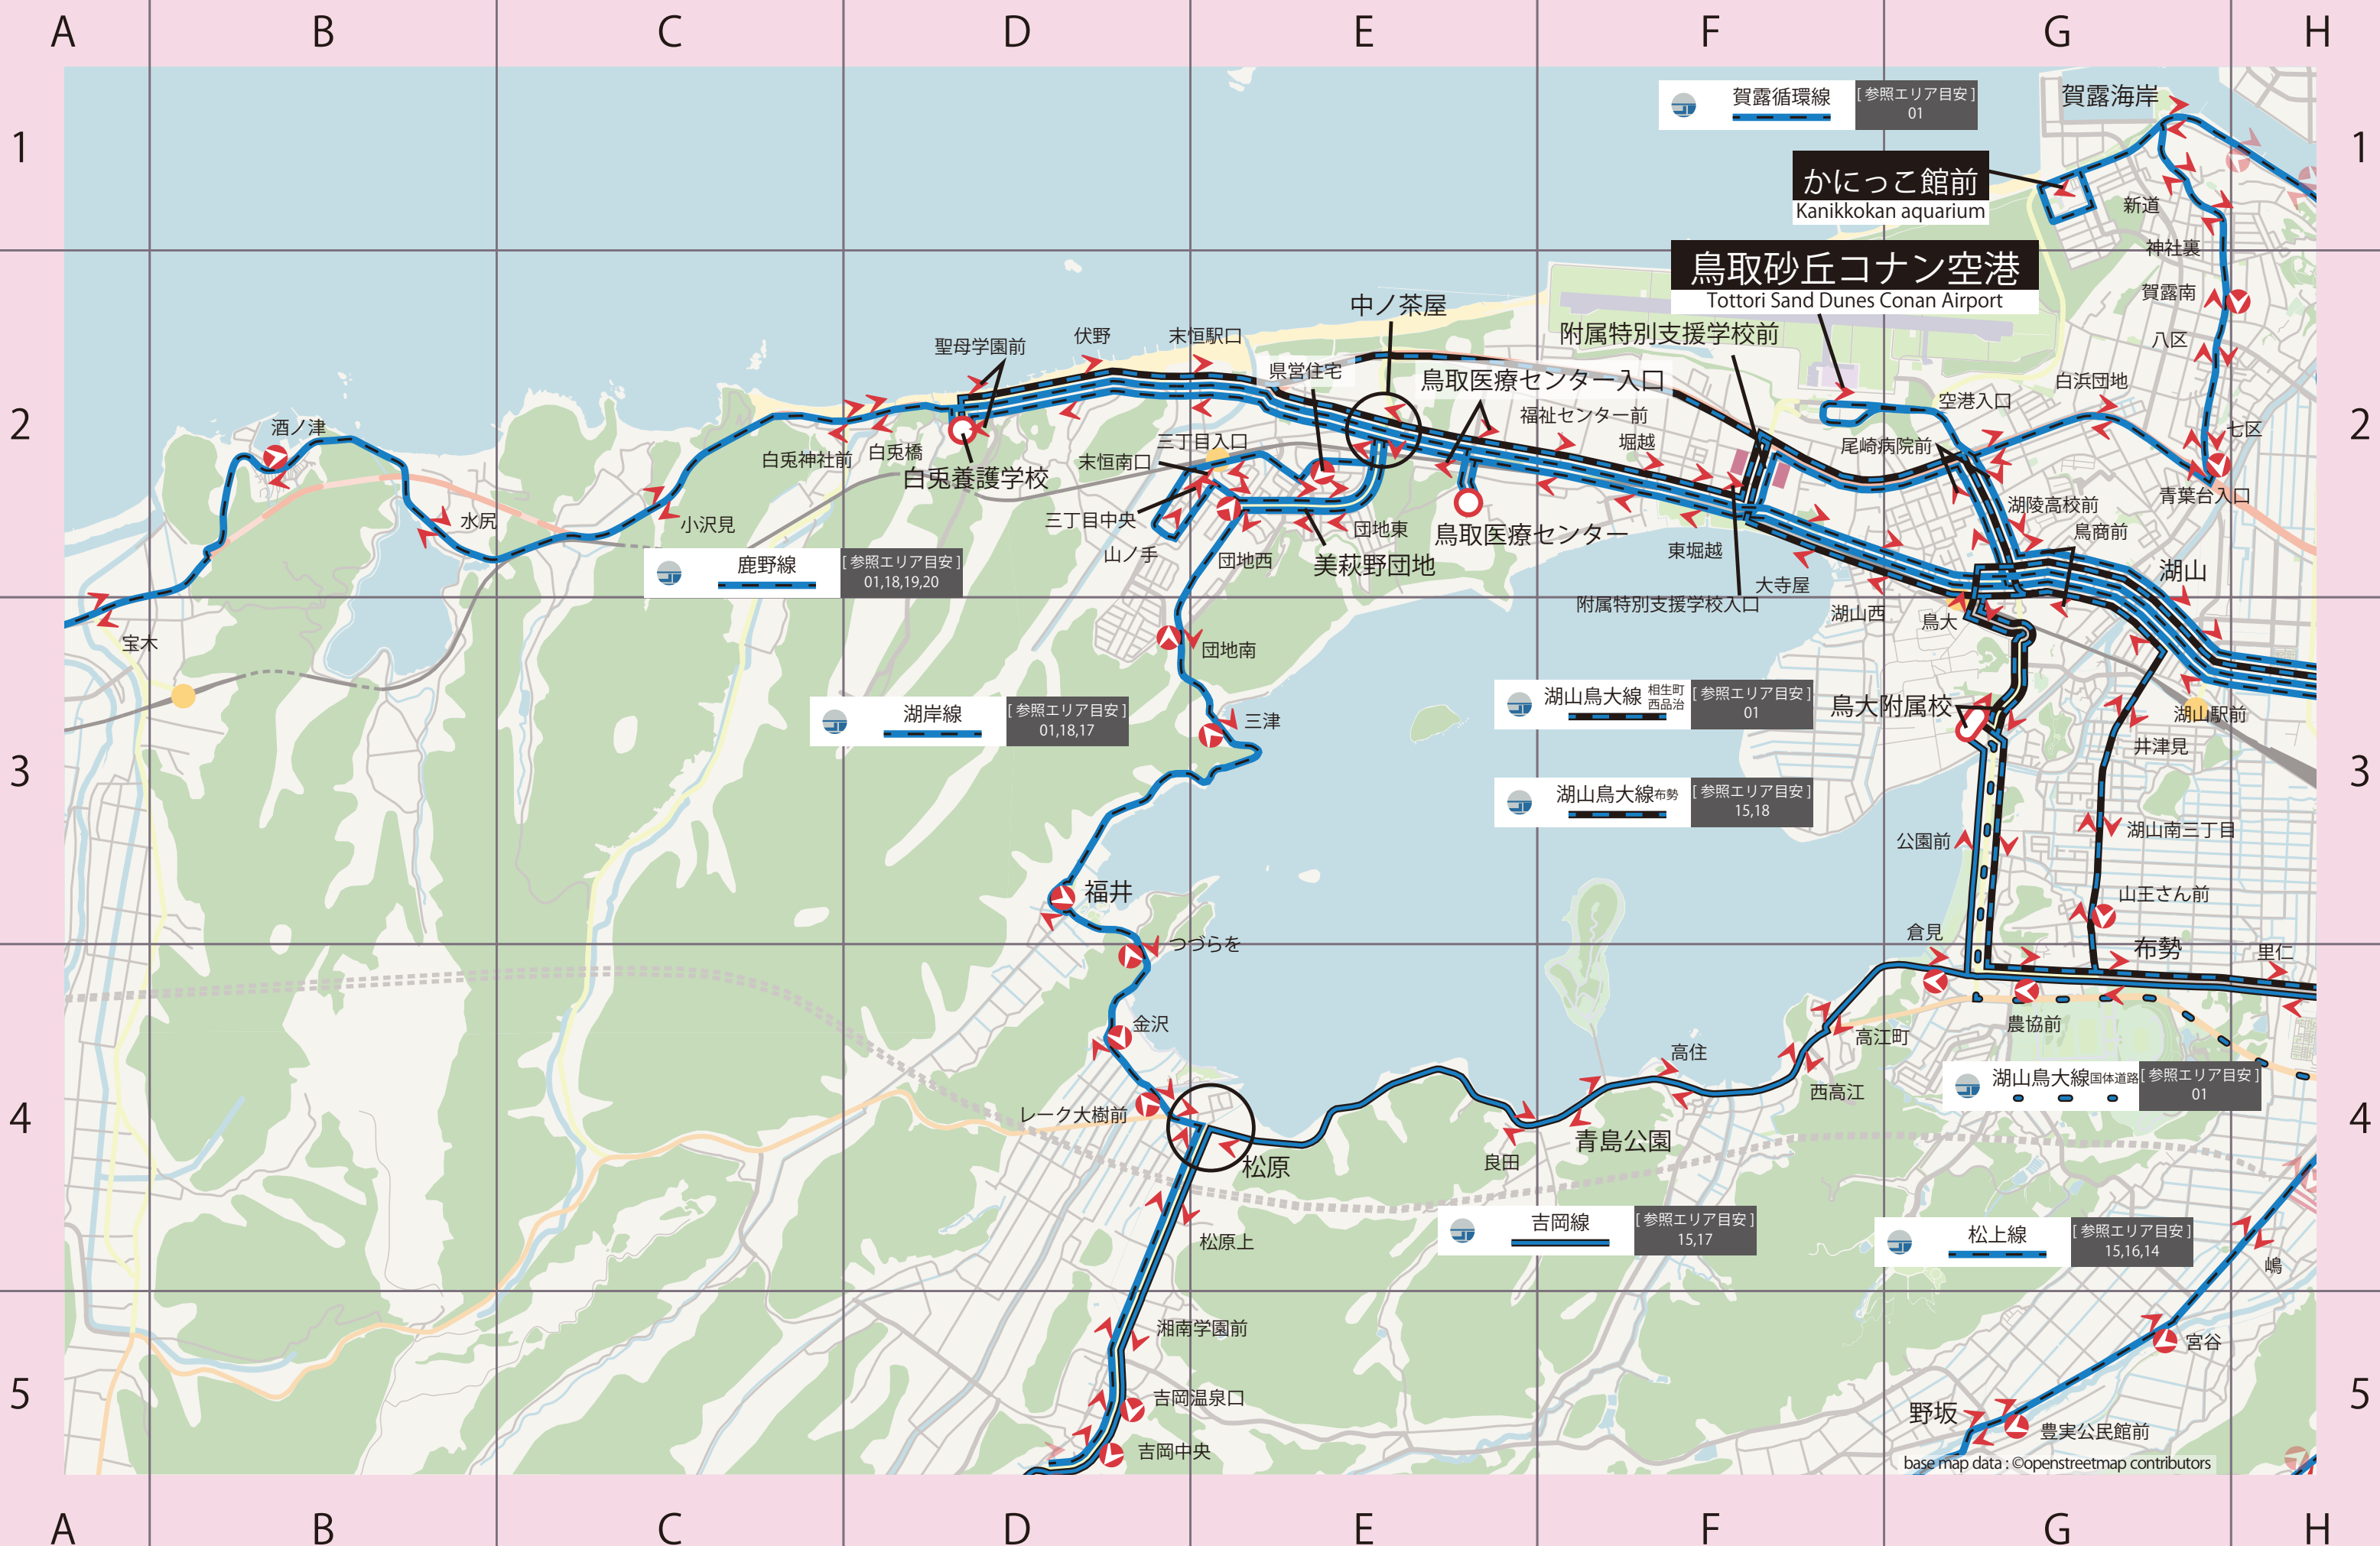 A B C D E F G H
1
賀露循環線
[ 参照エリア目安 ]
01
賀露海岸
1
かにっこ館前
Kanikkokan aquarium
新道
神社裏
鳥取砂丘コナン空港
Tottori Sand Dunes Conan Airport
賀露南
中ノ茶屋
附属特別支援学校前
八区
聖母学園前
伏野
末恒駅口
県営住宅
鳥取医療センター入口
白浜団地
空港入口
2
酒ノ津
福祉センター前
七区
2
三丁目入口
堀越
尾崎病院前
白兎神社前
白兎橋
末恒南口
白兎養護学校
青葉台入口
湖陵高校前
水尻
小沢見
三丁目中央
団地東
鳥取医療センター
鳥商前
山ノ手
団地西
美萩野団地
東堀越
湖山
鹿野線
[ 参照エリア目安 ]
01,18,19,20
大寺屋
附属特別支援学校入口
湖山西
鳥大
宝木
団地南
湖山鳥大線 相生町
西品治
[ 参照エリア目安 ]
01
鳥大附属校
湖岸線
[ 参照エリア目安 ]
01,18,17
三津
湖山駅前
井津見
3
3
湖山鳥大線布勢
[ 参照エリア目安 ]
15,18
公園前
湖山南三丁目
福井
山王さん前
つづらを
倉見
布勢
里仁
金沢
農協前
高江町
高住
湖山鳥大線国体道路
[ 参照エリア目安 ]
01
西高江
4
レーク大樹前
4
青島公園
松原
良田
吉岡線
[ 参照エリア目安 ]
15,17
松上線
[ 参照エリア目安 ]
15,16,14
松原上
嶋
湘南学園前
宮谷
5
吉岡温泉口
野坂
5
豊実公民館前
吉岡中央
base map data : ©openstreetmap contributors
A B C D E F G H